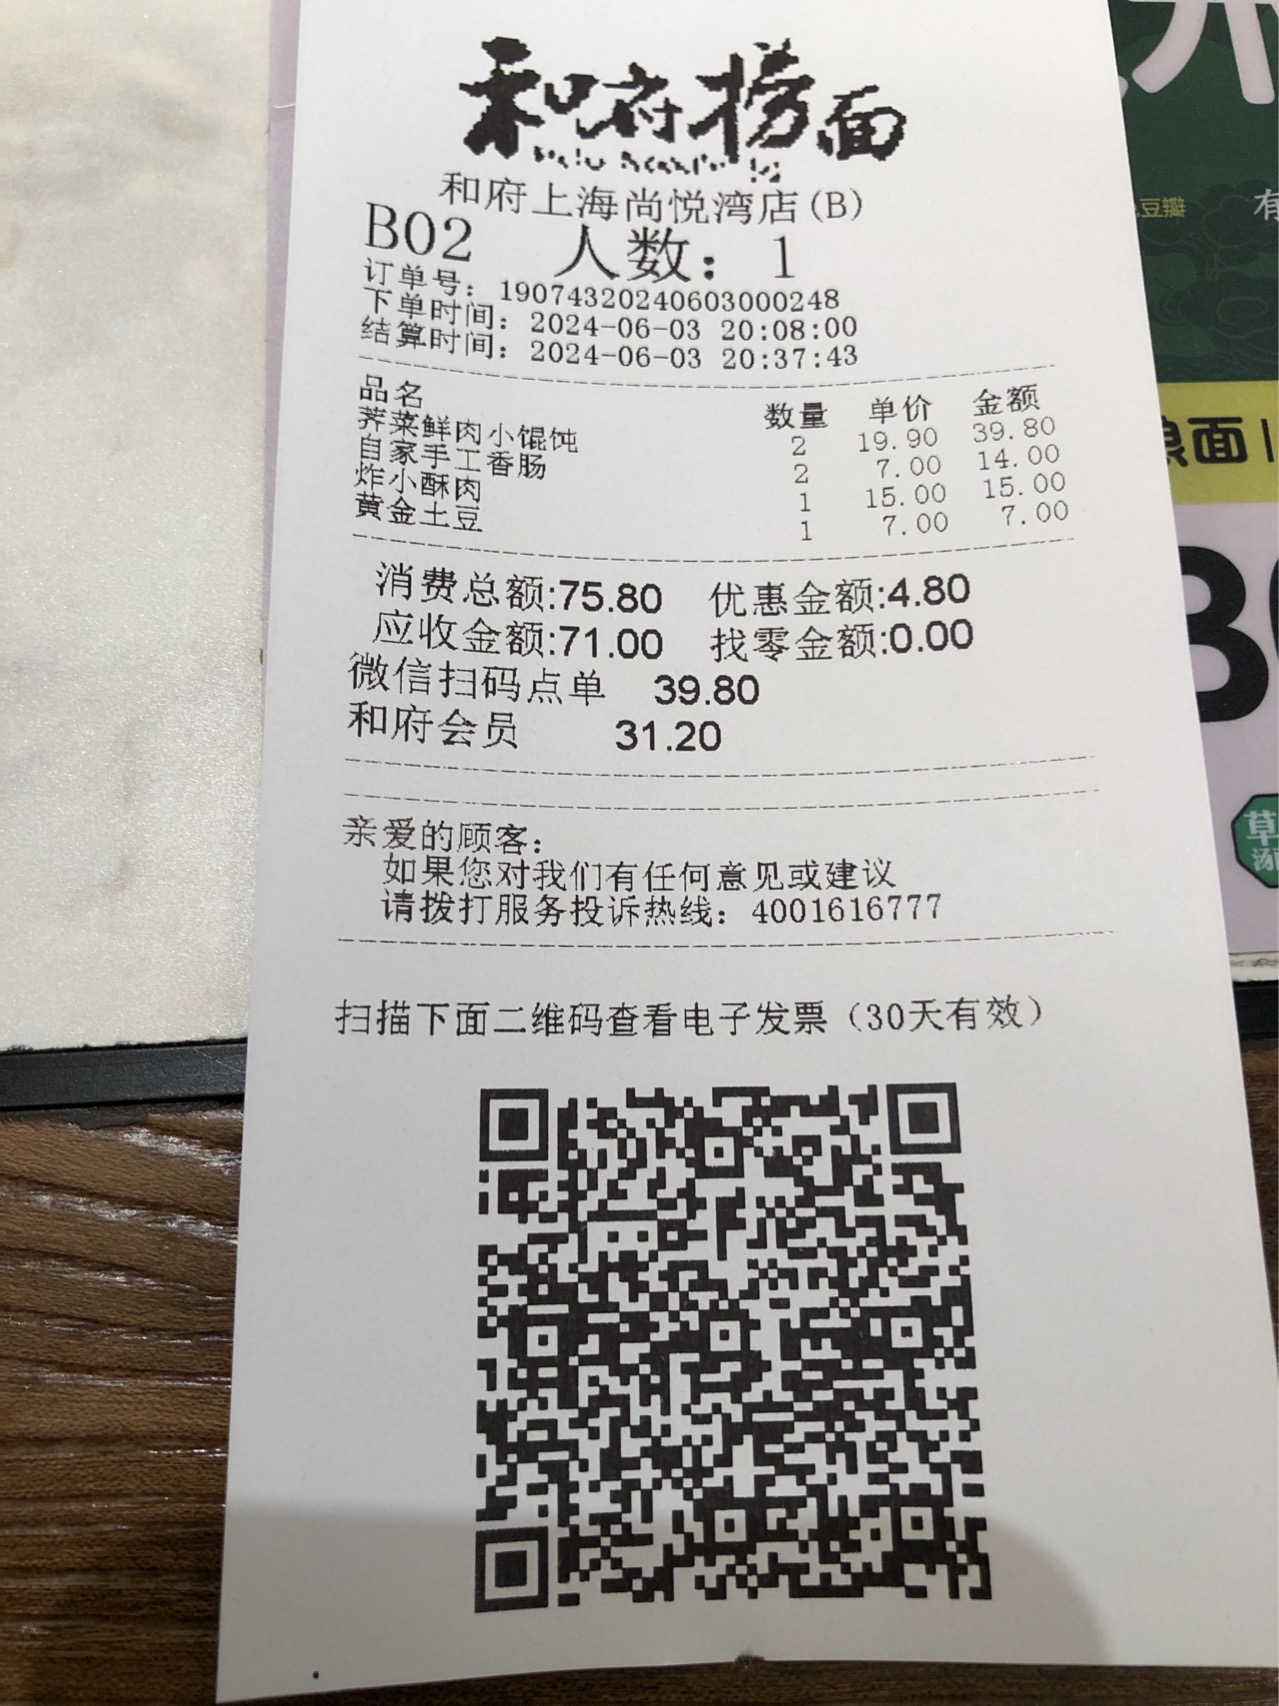 和府捞面
和府上海尚悦湾店(B)
B02 人数: 1
订单号: 19074320240603000248
下单时间: 2024-06-03 20:08:00
结算时间: 2024-06-03 20:37:43
品名 数量 单价 金额
荠菜鲜肉小馄饨 2 19.90 39.80
自家手工香肠 2 7.00 14.00
炸小酥肉 1 15.00 15.00
黄金土豆 1 7.00 7.00
消费总额:75.80 优惠金额:4.80
应收金额:71.00 找零金额:0.00
微信扫码点单 39.80
和府会员 31.20
亲爱的顾客:
如果您对我们有任何意见或建议
请拨打服务投诉热线: 4001616777
扫描下面二维码查看电子发票（30天有效）
豆瓣
有
面
草
汤